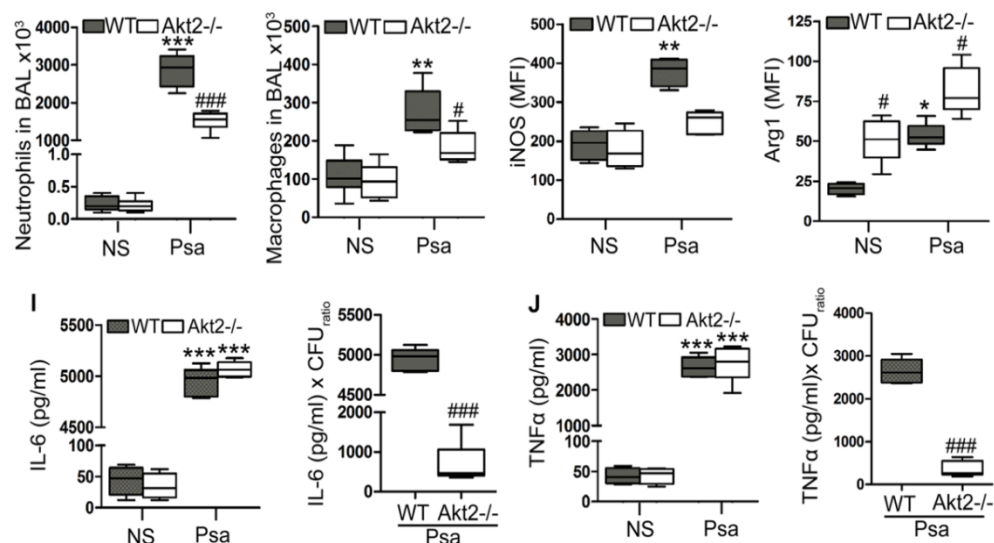 WT Akt2-/-
Neutrophils in BAL x10³
4000
3000
2000
1000
1.0
0.5
0.0
***
###
NS Psa
WT Akt2-/-
Macrophages in BAL x10³
500
400
300
200
100
0
**
#
NS Psa
WT Akt2-/-
iNOS (MFI)
500
400
300
200
100
0
**
NS Psa
WT Akt2-/-
Arg1 (MFI)
125
100
75
50
25
0
#
*
#
NS Psa
I
WT Akt2-/-
IL-6 (pg/ml)
5500
5000
4500
100
50
0
*** ***
NS Psa
IL-6 (pg/ml) x CFUratio
5500
5000
4500
2000
1000
0
###
WT Akt2-/-
Psa
J
WT Akt2-/-
TNFα (pg/ml)
4000
3000
2000
1000
100
50
0
*** ***
NS Psa
TNFα (pg/ml)x CFUratio
4000
3000
2000
1000
0
###
WT Akt2-/-
Psa